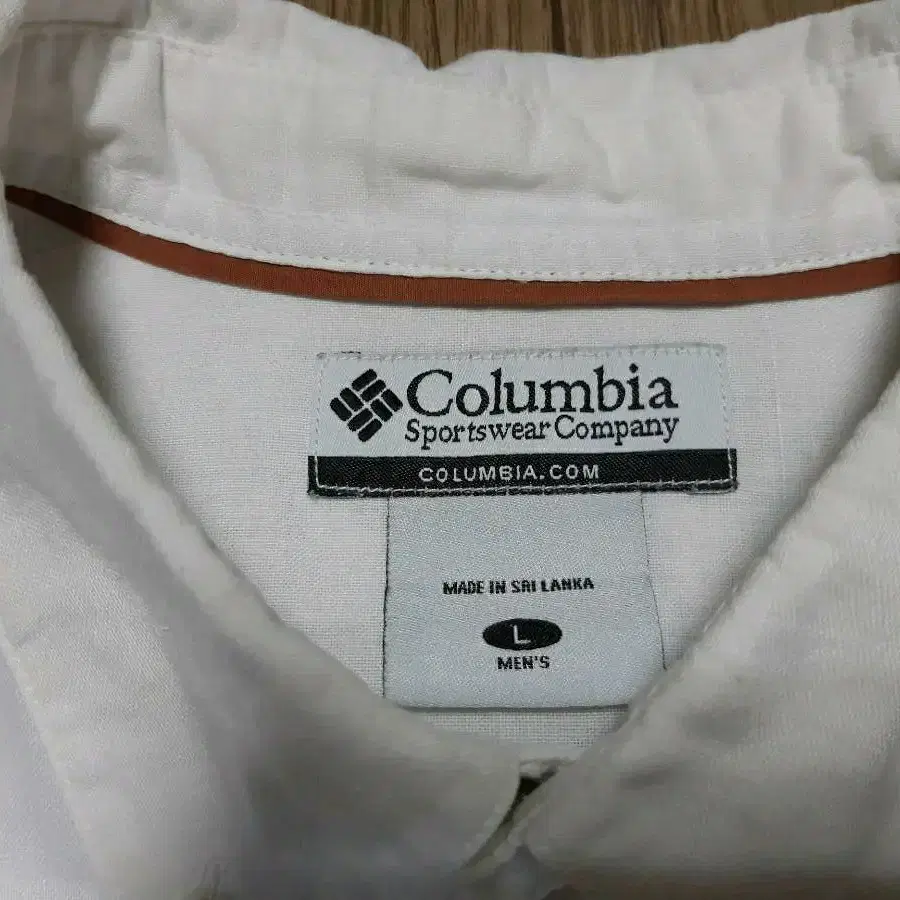 Columbia
Sportswear Company
COLUMBIA.COM
MADE IN SRI LANKA
L
MEN'S